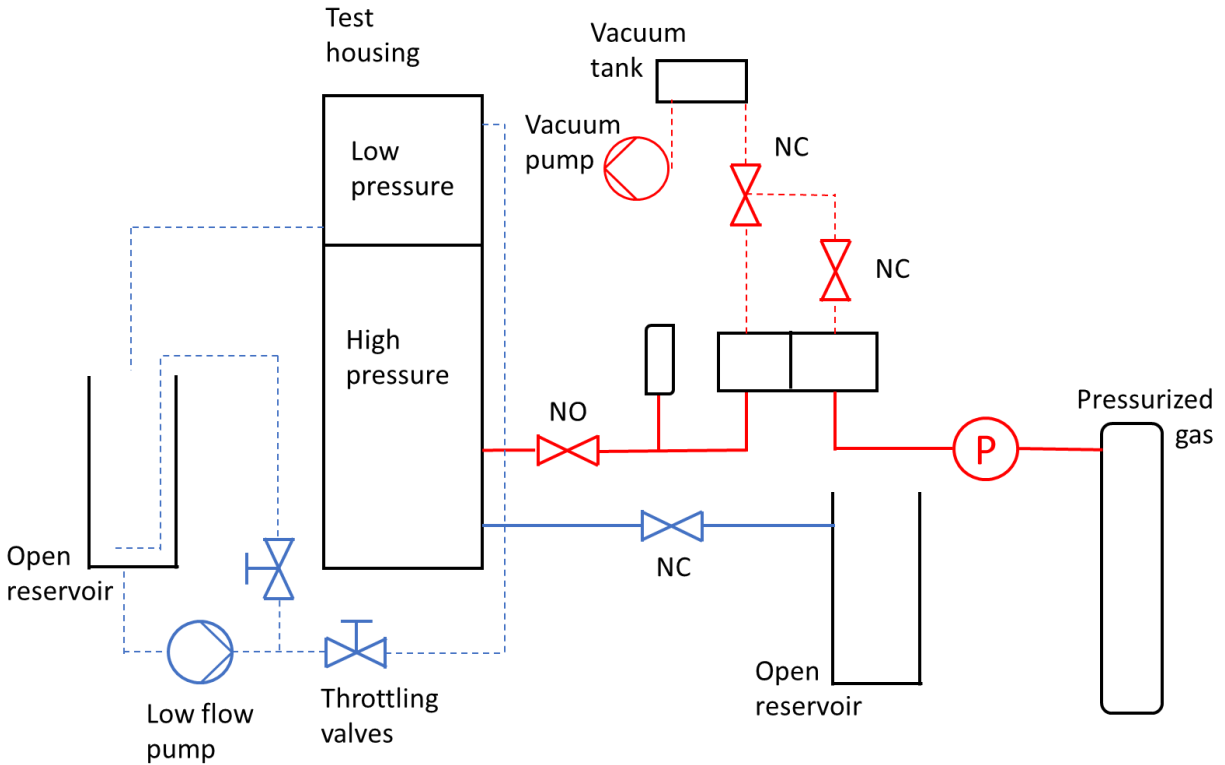 Test
housing
Vacuum
tank
Vacuum
pump
NC
Low
pressure
NC
High
pressure
NO
Pressurized
gas
P
Open
reservoir
NC
Low flow
pump
Throttling
valves
Open
reservoir